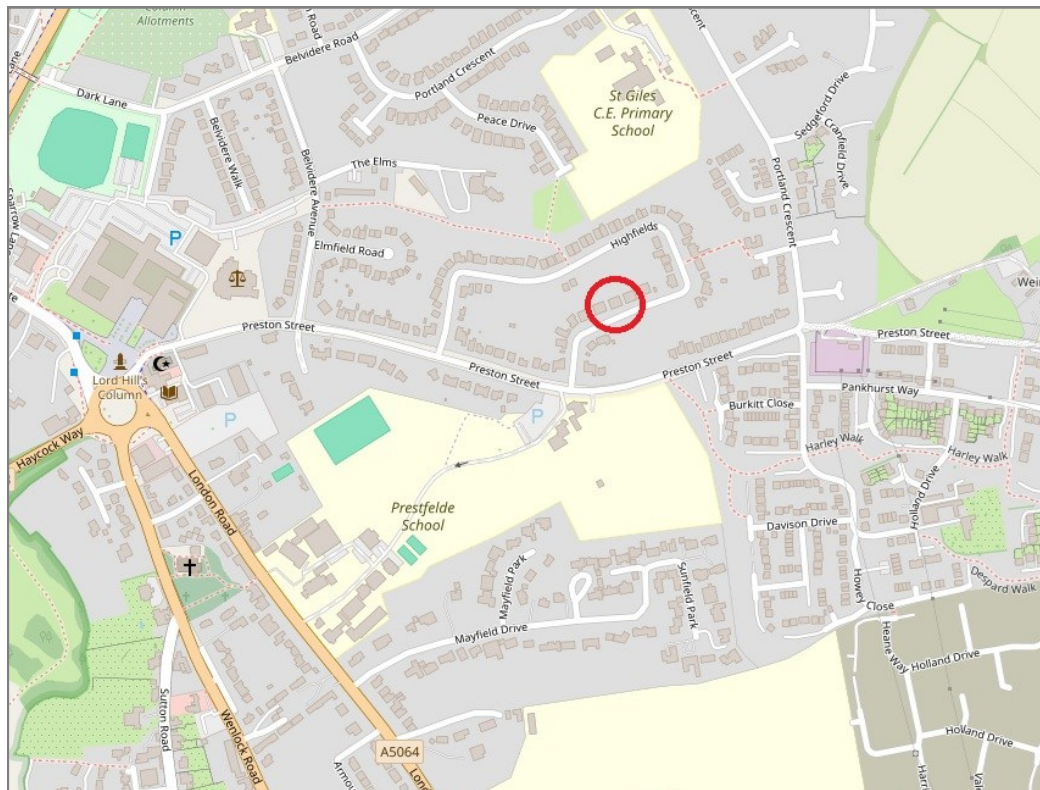 Column
Allotments
Road
Belvidere Road
Dark Lane
Portland Crescent
Peace Drive
St Giles
C.E. Primary
School
Sedgeford Drive
Cranfield Drive
Belvidere Walk
Belvidere Avenue
The Elms
Portland Crescent
P
Elmfield Road
Highfields
Preston Street
Preston Street
Preston Street
Preston Street
Lord Hill's
Column
P
P
Haycock Way
London Road
Burkitt Close
Pankhurst Way
Harley Walk
Harley Walk
Holland Drive
Prestfelde
School
Davison Drive
Mayfield Park
Sunfield Park
Mayfield Drive
Hovey
Close
Despard Walk
Heane Way
Holland Drive
Sutton Road
Wenlock Road
A5064
Holland Drive